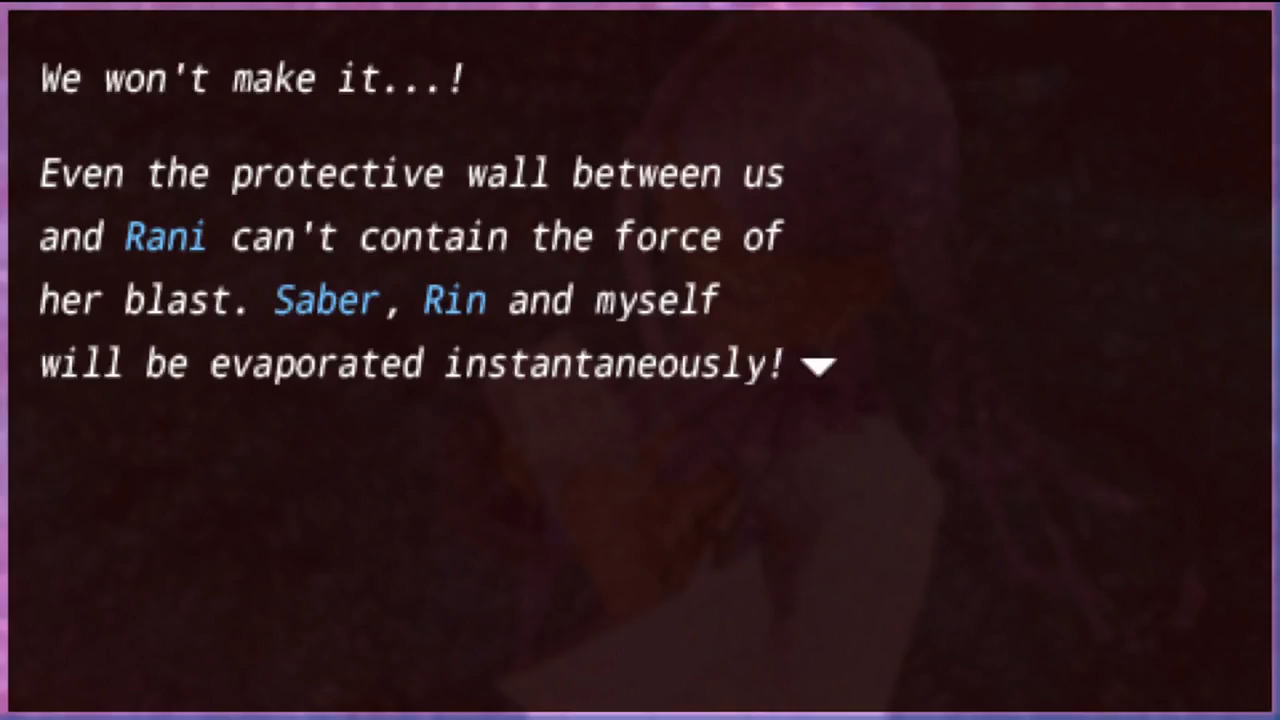 We won't make it...!
Even the protective wall between us
and Rani can't contain the force of
her blast. Saber, Rin and myself
will be evaporated instantaneously!